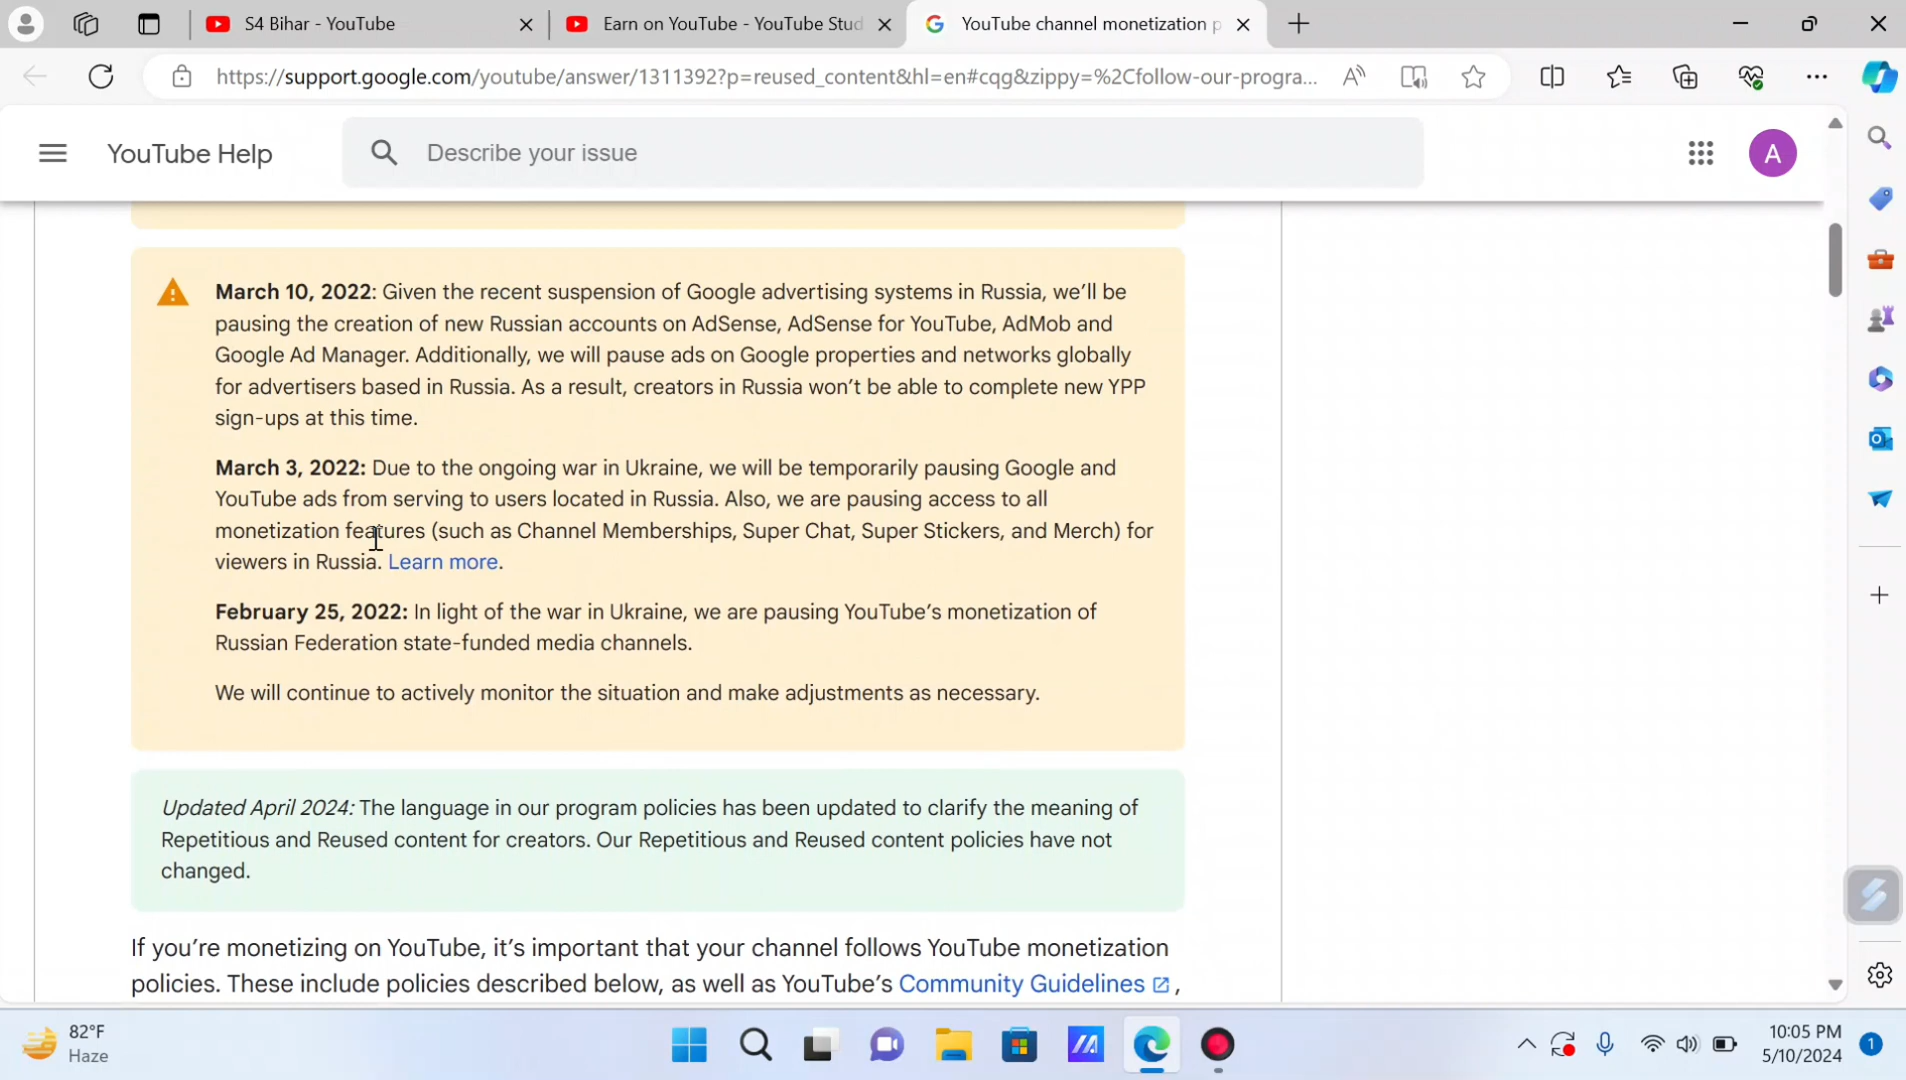 S4 Bihar - YouTube
Earn on YouTube - YouTube Stud
YouTube channel monetization p
https://support.google.com/youtube/answer/1311392?p=reused_content&hl=en#cqg&zippy=%2Cfollow-our-progra...
YouTube Help
Describe your issue
A
March 10, 2022: Given the recent suspension of Google advertising systems in Russia, we’ll be
pausing the creation of new Russian accounts on AdSense, AdSense for YouTube, AdMob and
Google Ad Manager. Additionally, we will pause ads on Google properties and networks globally
for advertisers based in Russia. As a result, creators in Russia won’t be able to complete new YPP
sign-ups at this time.
March 3, 2022: Due to the ongoing war in Ukraine, we will be temporarily pausing Google and
YouTube ads from serving to users located in Russia. Also, we are pausing access to all
monetization features (such as Channel Memberships, Super Chat, Super Stickers, and Merch) for
viewers in Russia. Learn more.
February 25, 2022: In light of the war in Ukraine, we are pausing YouTube’s monetization of
Russian Federation state-funded media channels.
We will continue to actively monitor the situation and make adjustments as necessary.
Updated April 2024: The language in our program policies has been updated to clarify the meaning of
Repetitious and Reused content for creators. Our Repetitious and Reused content policies have not
changed.
If you’re monetizing on YouTube, it’s important that your channel follows YouTube monetization
policies. These include policies described below, as well as YouTube’s Community Guidelines ,
82°F
Haze
10:05 PM
5/10/2024
1